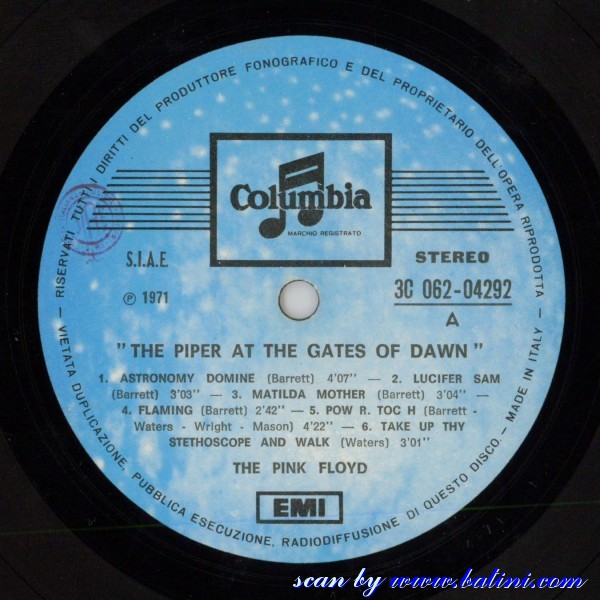 RISERVATI TUTTI I DIRITTI DEL PRODUTTORE FONOGRAFICO E DEL PROPRIETARIO DELL'OPERA RIPRODOTTA
Columbia
MARCHIO REGISTRATO
S.I.A.E.
STEREO
℗ 1971
3C 062-04292
A
"THE PIPER AT THE GATES OF DAWN"
1. ASTRONOMY DOMINE (Barrett) 4'07" — 2. LUCIFER SAM
(Barrett) 3'03" — 3. MATILDA MOTHER (Barrett) 3'04" —
4. FLAMING (Barrett) 2'42" — 5. POW R. TOC H (Barrett -
Waters - Wright - Mason) 4'22" — 6. TAKE UP THY
STETHOSCOPE AND WALK (Waters) 3'01"
THE PINK FLOYD
EMI
VIETATA DUPLICAZIONE, PUBBLICA ESECUZIONE, RADIODIFFUSIONE DI QUESTO DISCO. — MADE IN ITALY —
scan by www.batini.com